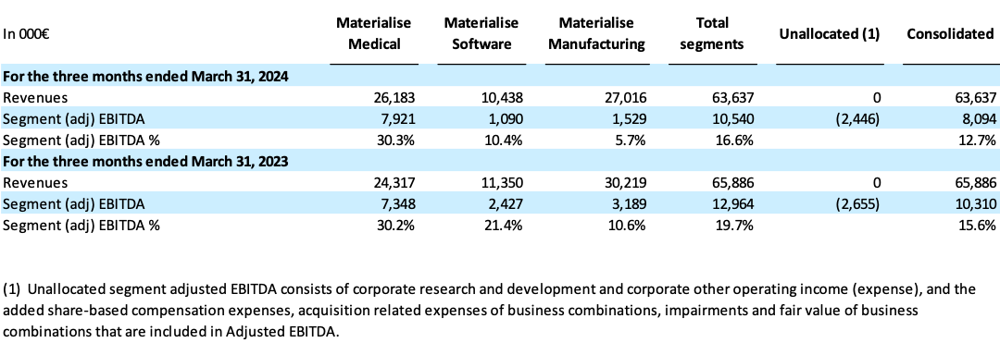 In 000€ Materialise Medical Materialise Software Materialise Manufacturing Total segments Unallocated (1) Consolidated
For the three months ended March 31, 2024
Revenues 26,183 10,438 27,016 63,637 0 63,637
Segment (adj) EBITDA 7,921 1,090 1,529 10,540 (2,446) 8,094
Segment (adj) EBITDA % 30.3% 10.4% 5.7% 16.6% 12.7%
For the three months ended March 31, 2023
Revenues 24,317 11,350 30,219 65,886 0 65,886
Segment (adj) EBITDA 7,348 2,427 3,189 12,964 (2,655) 10,310
Segment (adj) EBITDA % 30.2% 21.4% 10.6% 19.7% 15.6%
(1) Unallocated segment adjusted EBITDA consists of corporate research and development and corporate other operating income (expense), and the
added share-based compensation expenses, acquisition related expenses of business combinations, impairments and fair value of business
combinations that are included in Adjusted EBITDA.